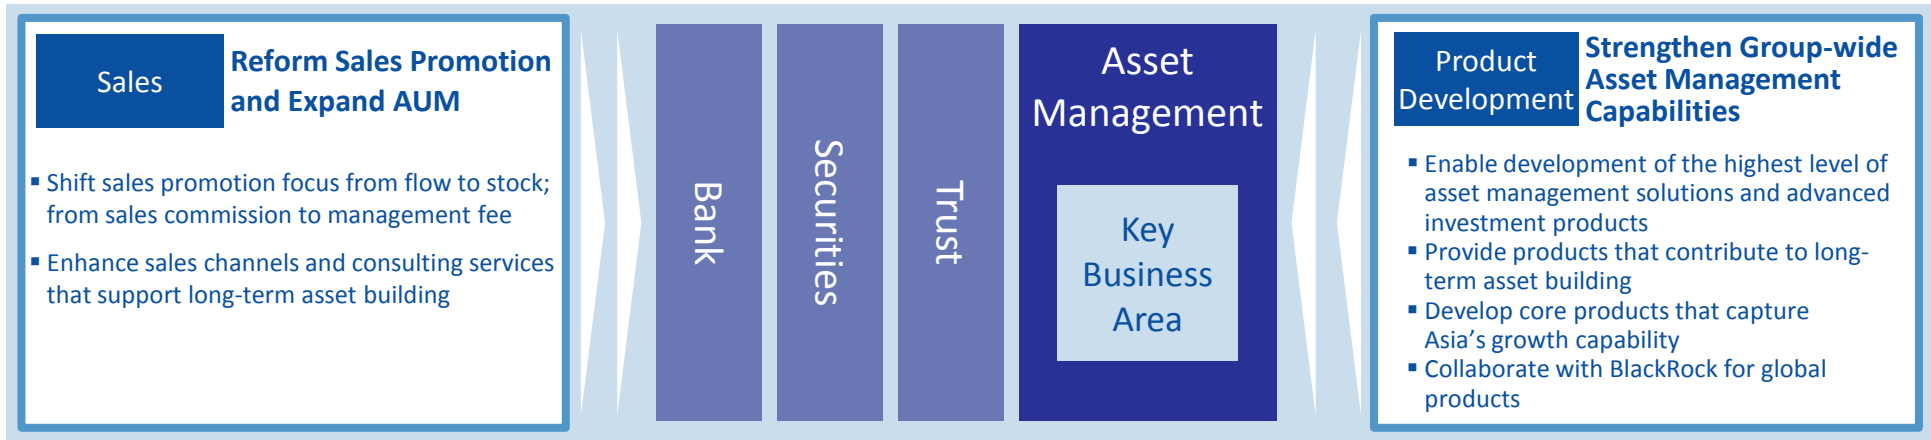 Sales
Reform Sales Promotion
and Expand AUM
▪ Shift sales promotion focus from flow to stock;
from sales commission to management fee
▪ Enhance sales channels and consulting services
that support long-term asset building
Bank
Securities
Trust
Asset
Management
Key
Business
Area
Product
Development
Strengthen Group-wide
Asset Management
Capabilities
▪ Enable development of the highest level of
asset management solutions and advanced
investment products
▪ Provide products that contribute to long-
term asset building
▪ Develop core products that capture
Asia’s growth capability
▪ Collaborate with BlackRock for global
products